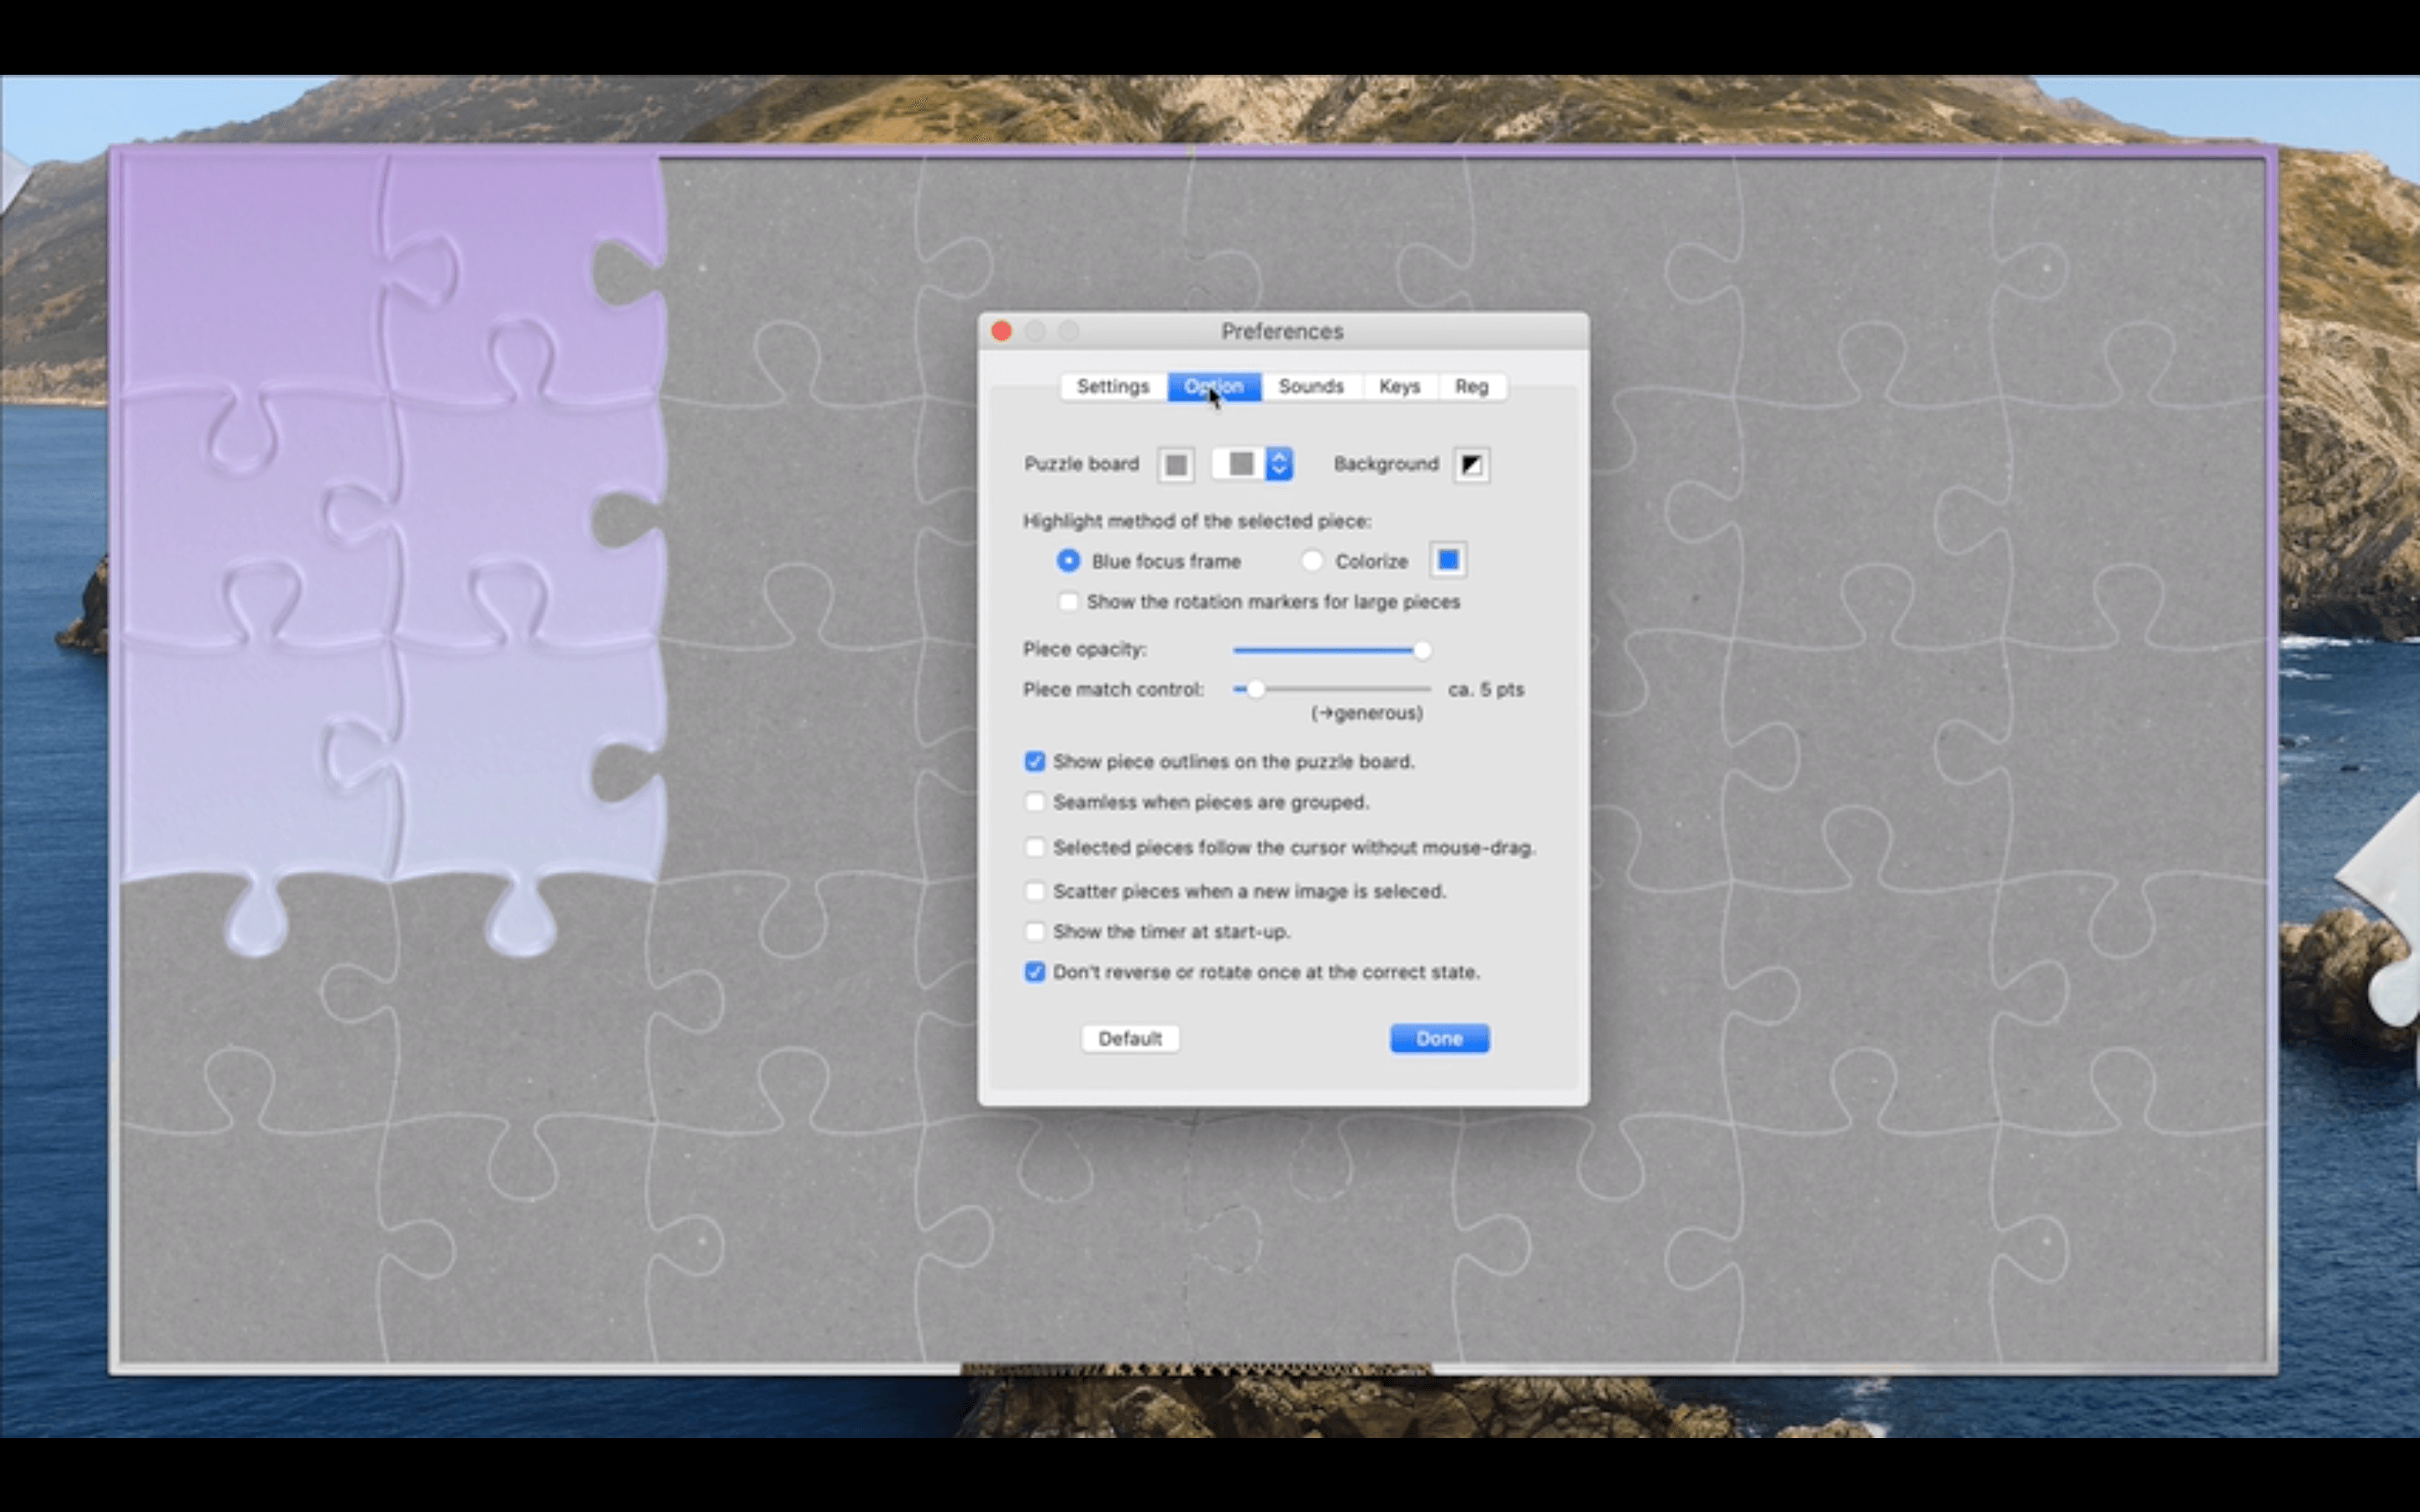 Preferences
Settings Option Sounds Keys Reg
Puzzle board Background
Highlight method of the selected piece:
Blue focus frame Colorize
Show the rotation markers for large pieces
Piece opacity:
Piece match control: ca. 5 pts
(→generous)
Show piece outlines on the puzzle board.
Seamless when pieces are grouped.
Selected pieces follow the cursor without mouse-drag.
Scatter pieces when a new image is seleced.
Show the timer at start-up.
Don't reverse or rotate once at the correct state.
Default Done